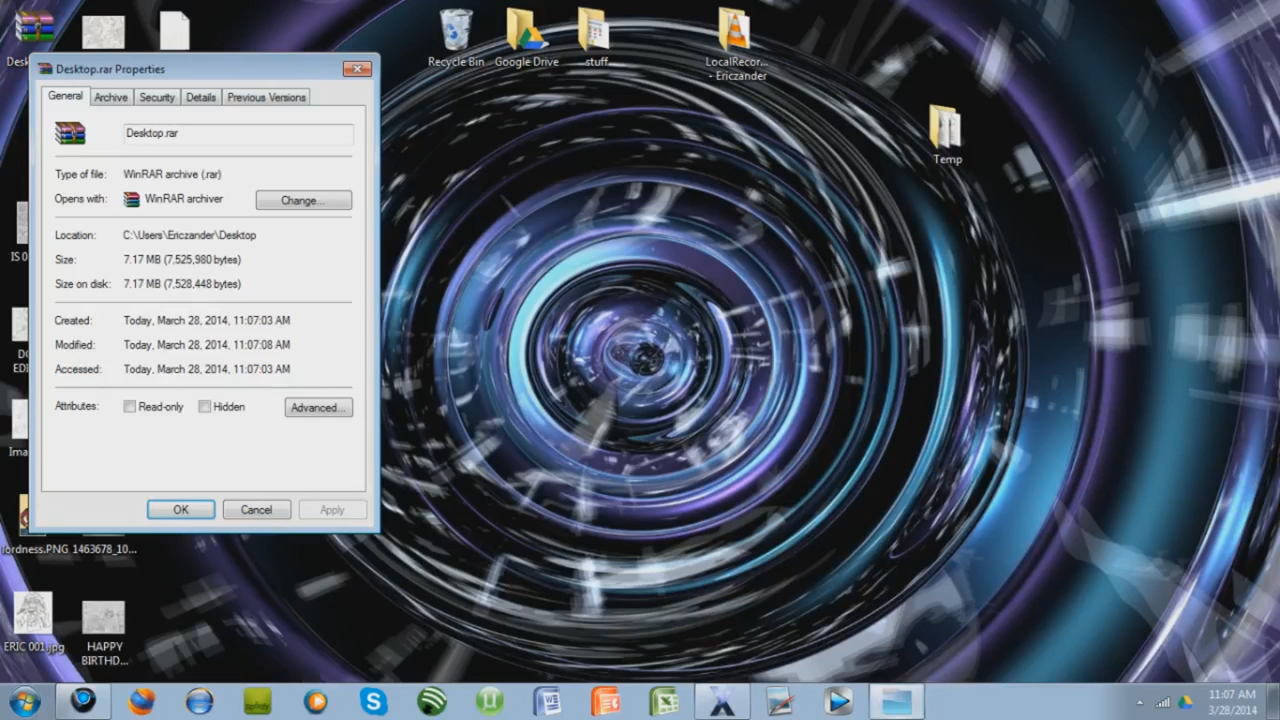 Recycle Bin
Google Drive
stuff
LocalRecor...
- Ericzander
Temp
Desktop.rar Properties
General
Archive
Security
Details
Previous Versions
Desktop.rar
Type of file: WinRAR archive (.rar)
Opens with: WinRAR archiver
Change...
Location: C:\Users\Ericzander\Desktop
Size: 7.17 MB (7,525,980 bytes)
Size on disk: 7.17 MB (7,528,448 bytes)
Created: Today, March 28, 2014, 11:07:03 AM
Modified: Today, March 28, 2014, 11:07:08 AM
Accessed: Today, March 28, 2014, 11:07:03 AM
Attributes: Read-only Hidden Advanced...
OK Cancel Apply
lordness.PNG 1463678_10...
ERIC 001.jpg
HAPPY
BIRTHD...
11:07 AM
3/28/2014